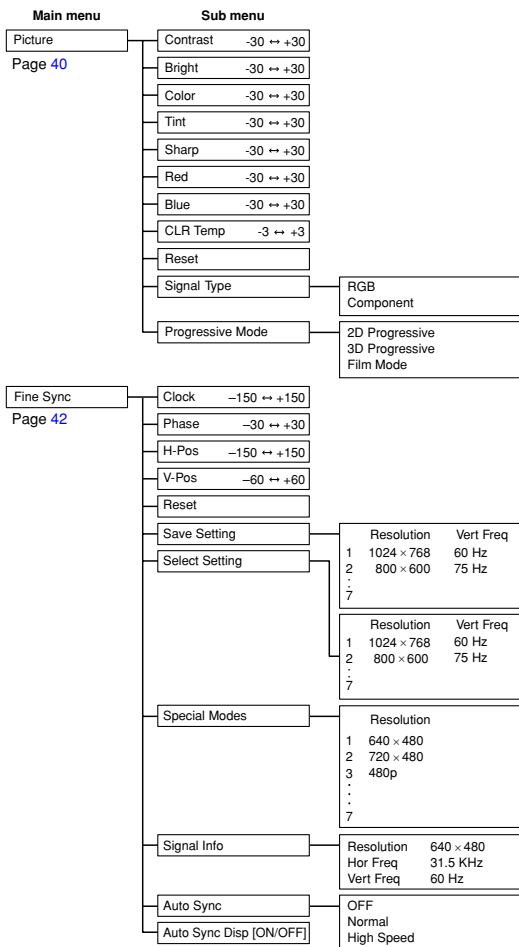 Main menu Sub menu
Picture
Page 40
Contrast -30 ↔ +30
Bright -30 ↔ +30
Color -30 ↔ +30
Tint -30 ↔ +30
Sharp -30 ↔ +30
Red -30 ↔ +30
Blue -30 ↔ +30
CLR Temp -3 ↔ +3
Reset
Signal Type
RGB
Component
Progressive Mode
2D Progressive
3D Progressive
Film Mode
Fine Sync
Page 42
Clock –150 ↔ +150
Phase –30 ↔ +30
H-Pos –150 ↔ +150
V-Pos –60 ↔ +60
Reset
Save Setting
Resolution Vert Freq
1 1024 × 768 60 Hz
2 800 × 600 75 Hz
.
.
7
Select Setting
Resolution Vert Freq
1 1024 × 768 60 Hz
2 800 × 600 75 Hz
.
.
7
Special Modes
Resolution
1 640 × 480
2 720 × 480
3 480p
.
.
.
7
Signal Info
Resolution 640 × 480
Hor Freq 31.5 KHz
Vert Freq 60 Hz
Auto Sync
OFF
Normal
High Speed
Auto Sync Disp [ON/OFF]